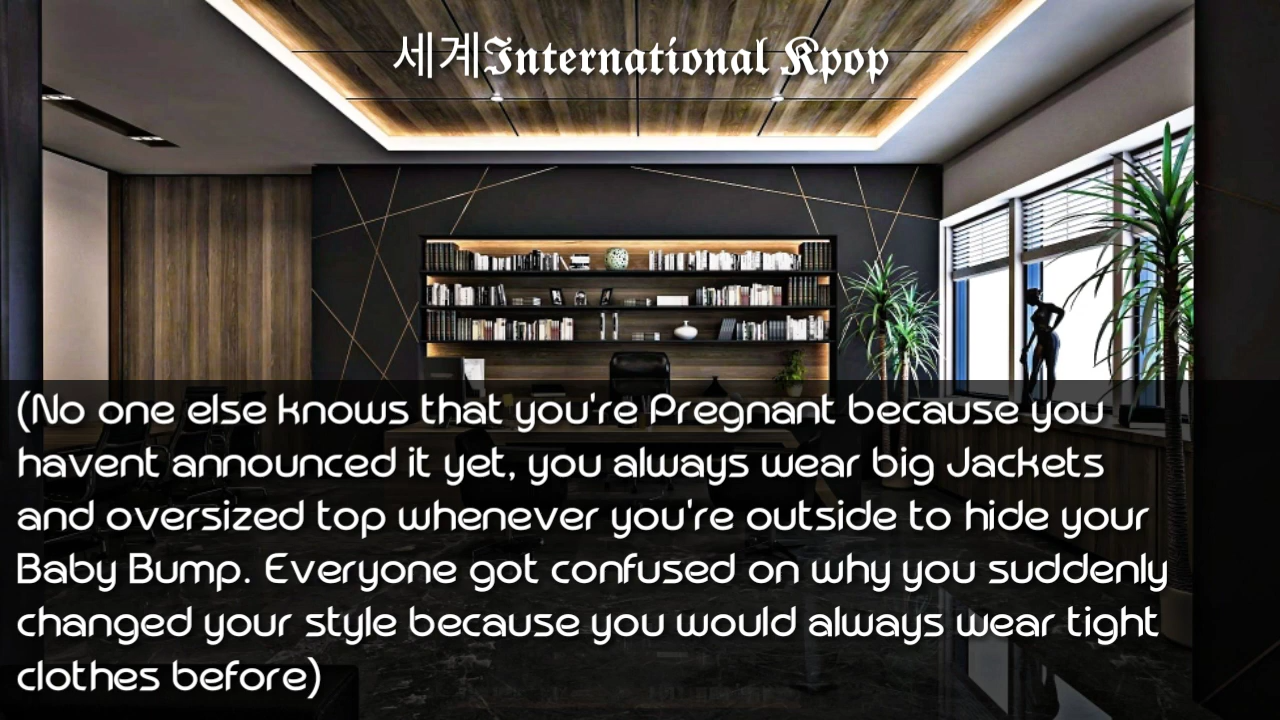 세계International Kpop
(No one else knows that you're Pregnant because you
havent announced it yet, you always wear big Jackets
and oversized top whenever you're outside to hide your
Baby Bump. Everyone got confused on why you suddenly
changed your style because you would always wear tight
clothes before)